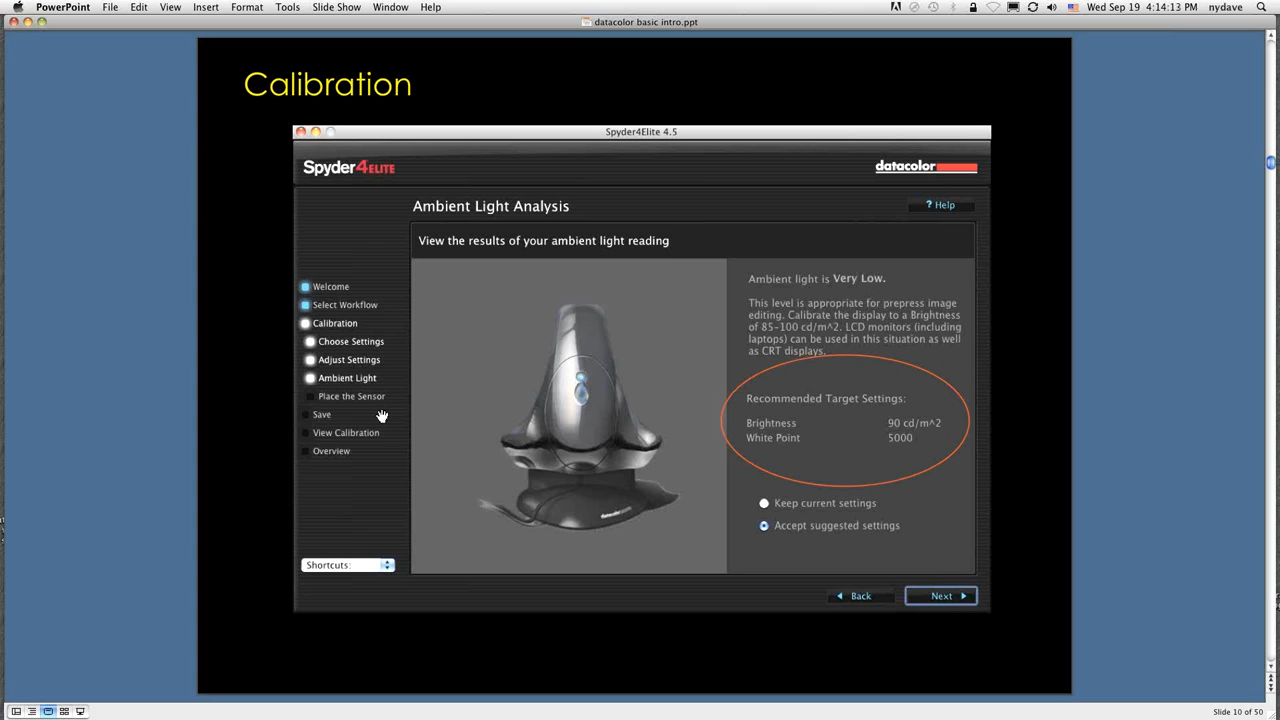 PowerPoint File Edit View Insert Format Tools Slide Show Window Help Wed Sep 19 4:14:13 PM nydave
datacolor basic intro.ppt
Calibration
Spyder4Elite 4.5
Spyder4ELITE
datacolor
Ambient Light Analysis
? Help
View the results of your ambient light reading
Welcome
Select Workflow
Calibration
Choose Settings
Adjust Settings
Ambient Light
Place the Sensor
Save
View Calibration
Overview
Shortcuts:
datacolor
Ambient light is Very Low.
This level is appropriate for prepress image
editing. Calibrate the display to a Brightness
of 85-100 cd/m^2. LCD monitors (including
laptops) can be used in this situation as well
as CRT displays.
Recommended Target Settings:
Brightness 90 cd/m^2
White Point 5000
Keep current settings
Accept suggested settings
Back
Next
Slide 10 of 50